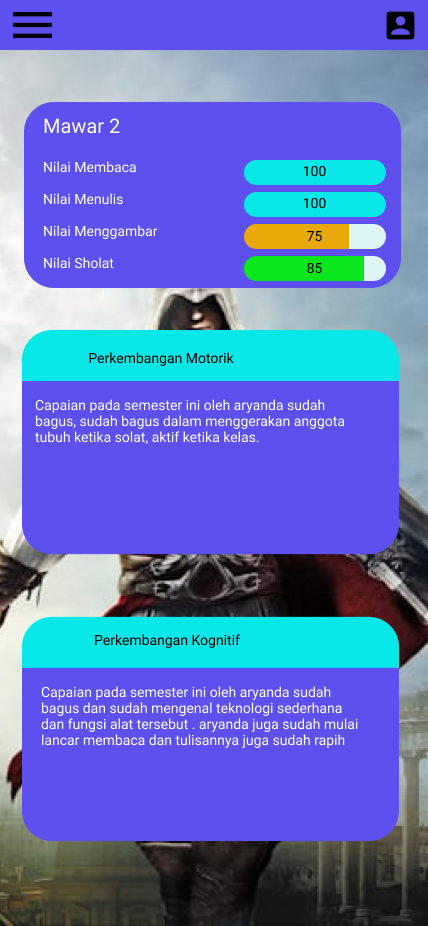 Mawar 2
Nilai Membaca 100
Nilai Menulis 100
Nilai Menggambar 75
Nilai Sholat 85
Perkembangan Motorik
Capaian pada semester ini oleh aryanda sudah
bagus, sudah bagus dalam menggerakan anggota
tubuh ketika solat, aktif ketika kelas.
Perkembangan Kognitif
Capaian pada semester ini oleh aryanda sudah
bagus dan sudah mengenal teknologi sederhana
dan fungsi alat tersebut . aryanda juga sudah mulai
lancar membaca dan tulisannya juga sudah rapih